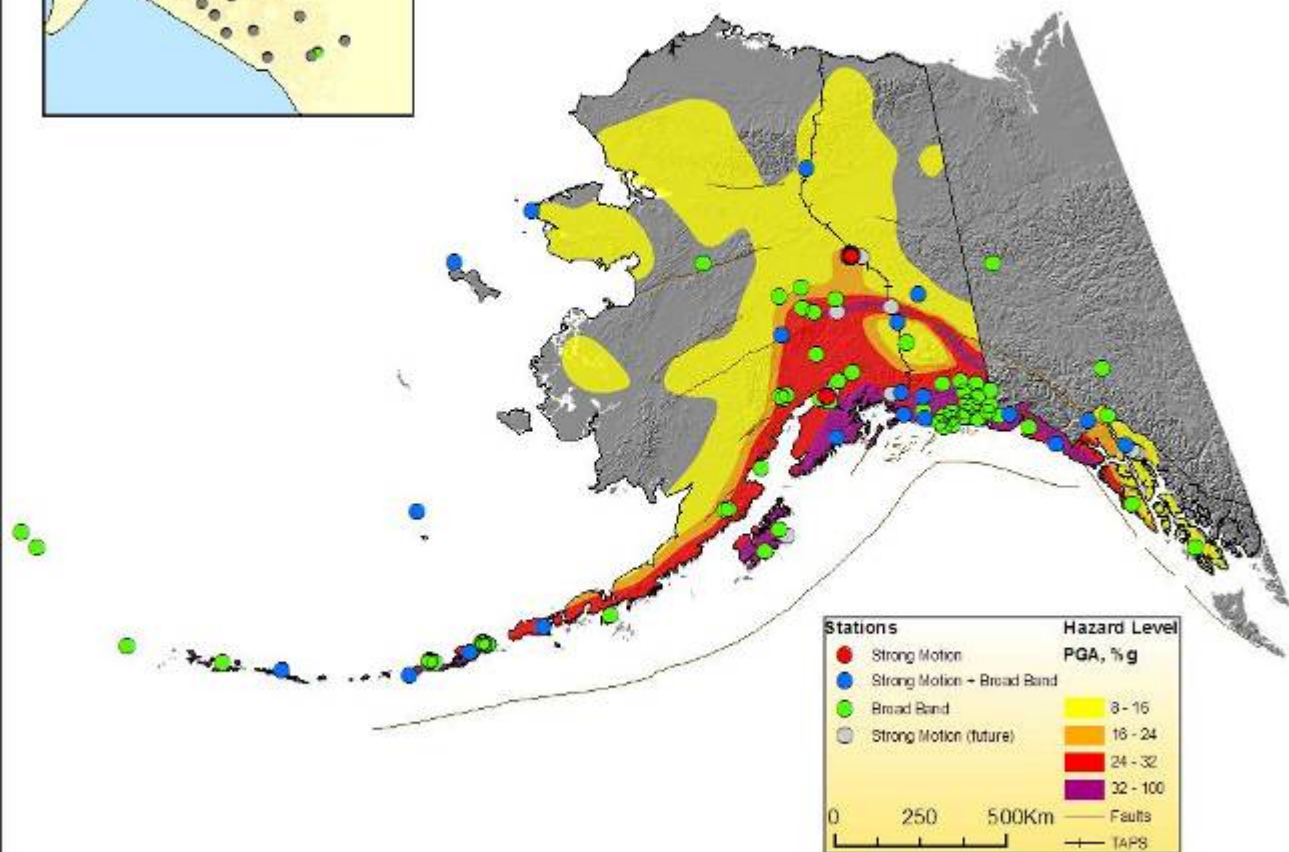 Stations
Strong Motion
Strong Motion + Broad Band
Broad Band
Strong Motion (future)
0 250 500Km
Hazard Level
PGA, %g
8 - 16
16 - 24
24 - 32
32 - 100
Faults
TAPS